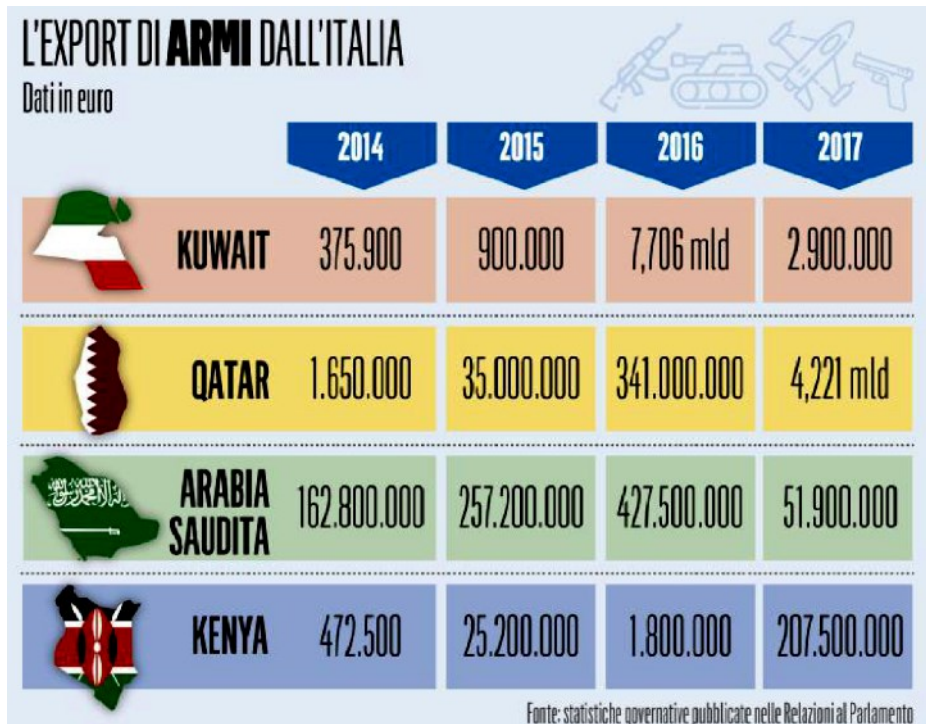 L'EXPORT DI ARMI DALL'ITALIA
Dati in euro
2014 2015 2016 2017
KUWAIT 375.900 900.000 7,706 mld 2.900.000
QATAR 1.650.000 35.000.000 341.000.000 4,221 mld
ARABIA
SAUDITA 162.800.000 257.200.000 427.500.000 51.900.000
KENYA 472.500 25.200.000 1.800.000 207.500.000
Fonte: statistiche governative pubblicate nelle Relazioni al Parlamento